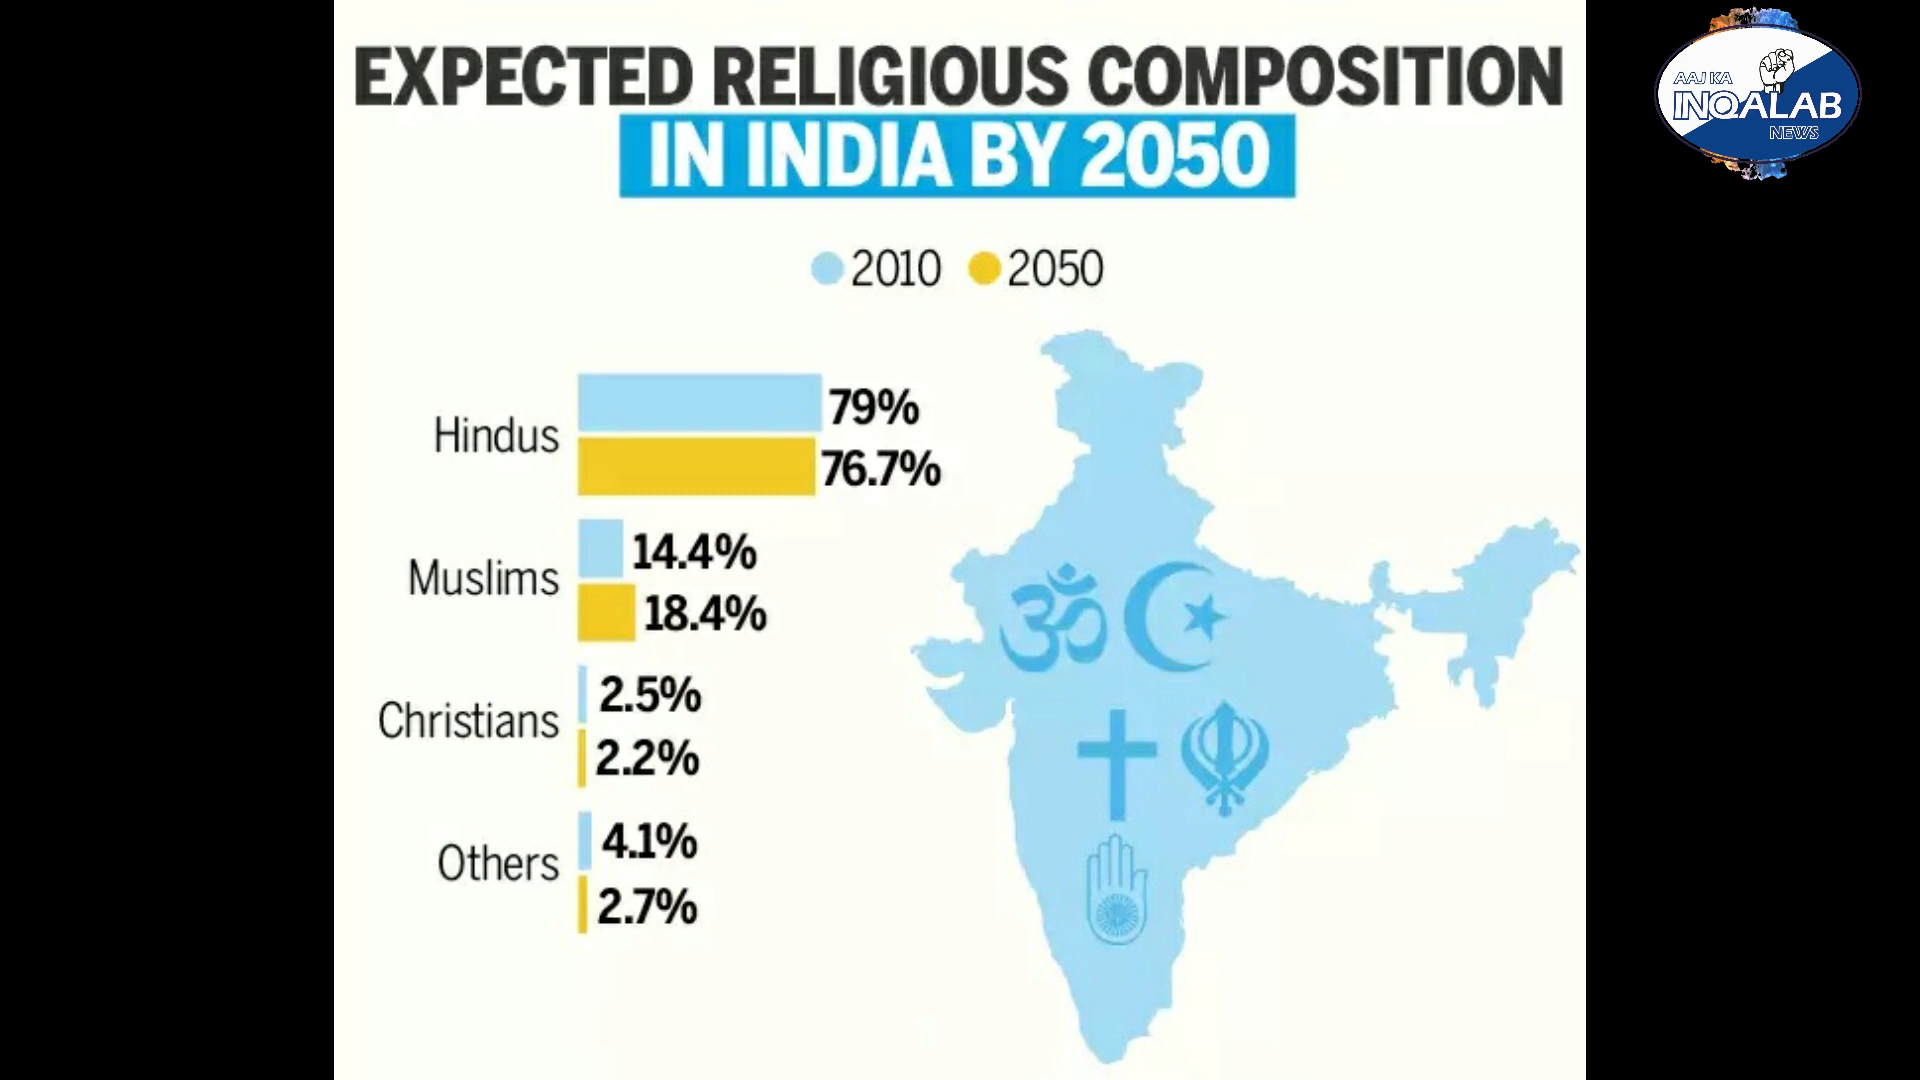 EXPECTED RELIGIOUS COMPOSITION
IN INDIA BY 2050
2010 2050
Hindus
79%
76.7%
Muslims
14.4%
18.4%
Christians
2.5%
2.2%
Others
4.1%
2.7%
AAJ KA
INQALAB
NEWS
ॐ